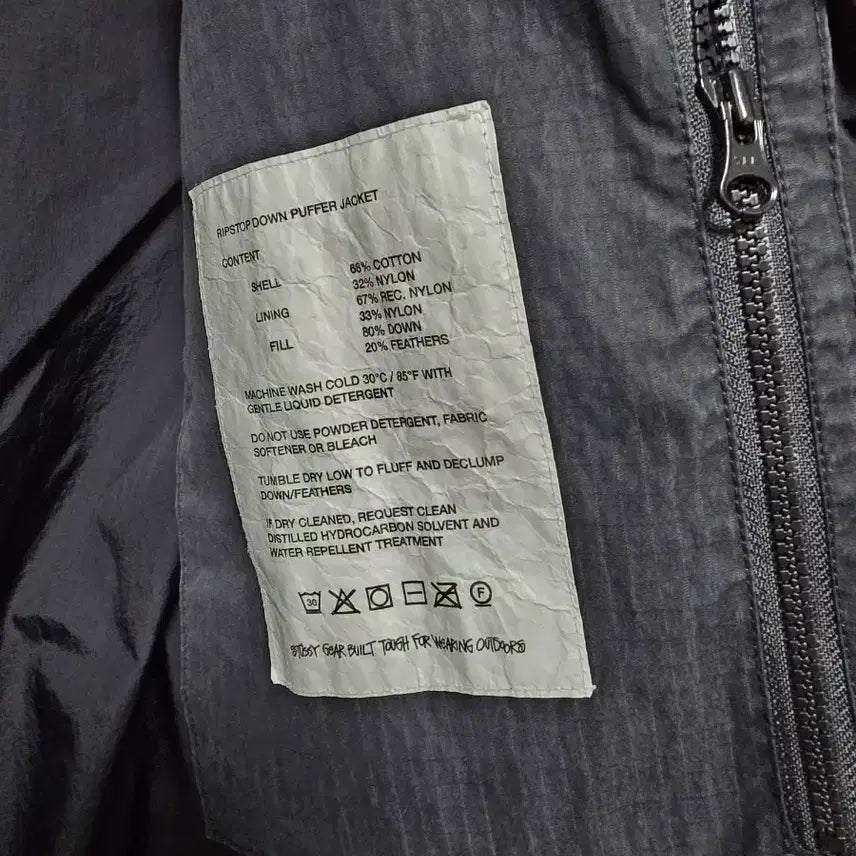 RIPSTOP DOWN PUFFER JACKET
CONTENT
SHELL 68% COTTON
32% NYLON
LINING 67% REC. NYLON
33% NYLON
FILL 80% DOWN
20% FEATHERS
MACHINE WASH COLD 30°C / 85°F WITH
GENTLE LIQUID DETERGENT
DO NOT USE POWDER DETERGENT, FABRIC
SOFTENER OR BLEACH
TUMBLE DRY LOW TO FLUFF AND DECLUMP
DOWN/FEATHERS
IF DRY CLEANED, REQUEST CLEAN
DISTILLED HYDROCARBON SOLVENT AND
WATER REPELLENT TREATMENT
30 F
STÜSSY GEAR BUILT TOUGH FOR WEARING OUTDOORS